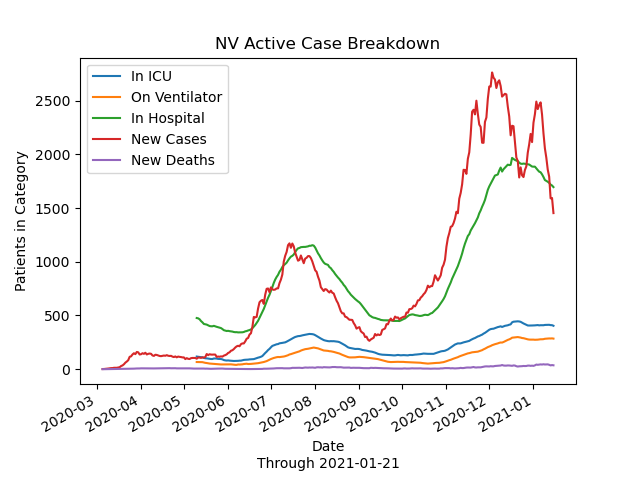 NV Active Case Breakdown
In ICU
On Ventilator
In Hospital
New Cases
New Deaths
Patients in Category
2500
2000
1500
1000
500
0
2020-03
2020-04
2020-05
2020-06
2020-07
2020-08
2020-09
2020-10
2020-11
2020-12
2021-01
Date
Through 2021-01-21